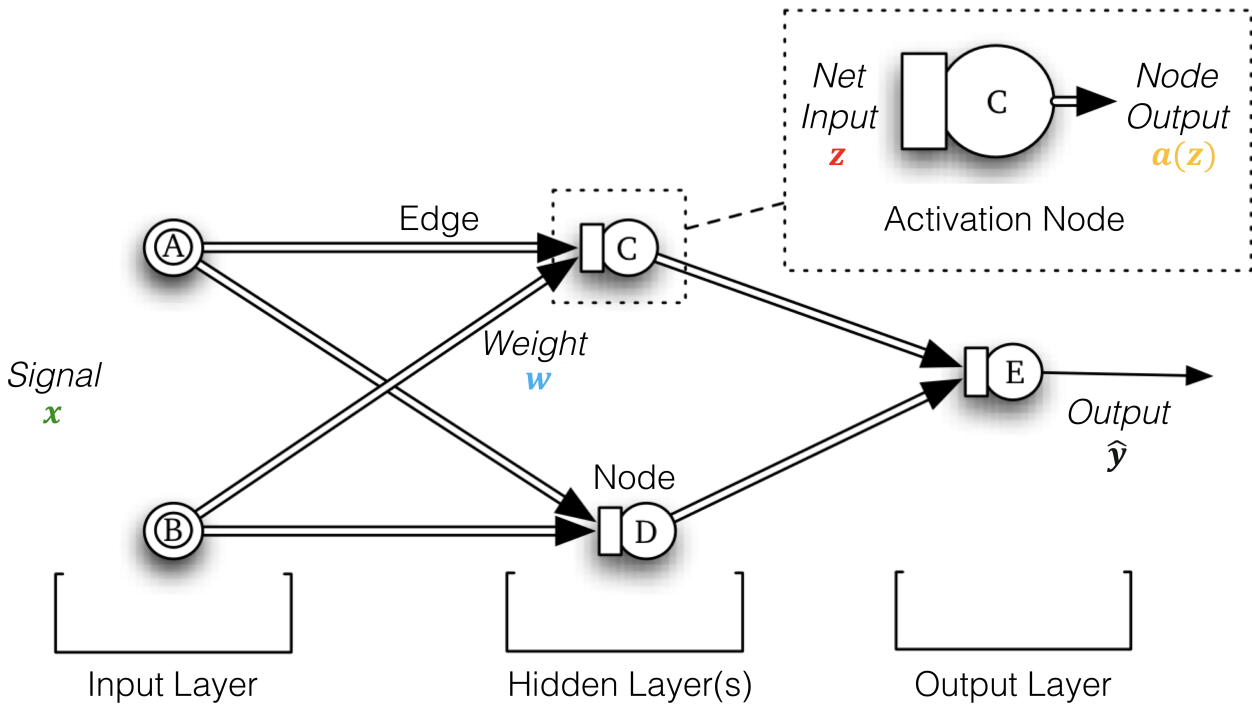 Net
Input
z
C
Node
Output
a(z)
Activation Node
Edge
A
C
Weight
w
Signal
x
E
Output
ŷ
Node
B
D
Input Layer
Hidden Layer(s)
Output Layer